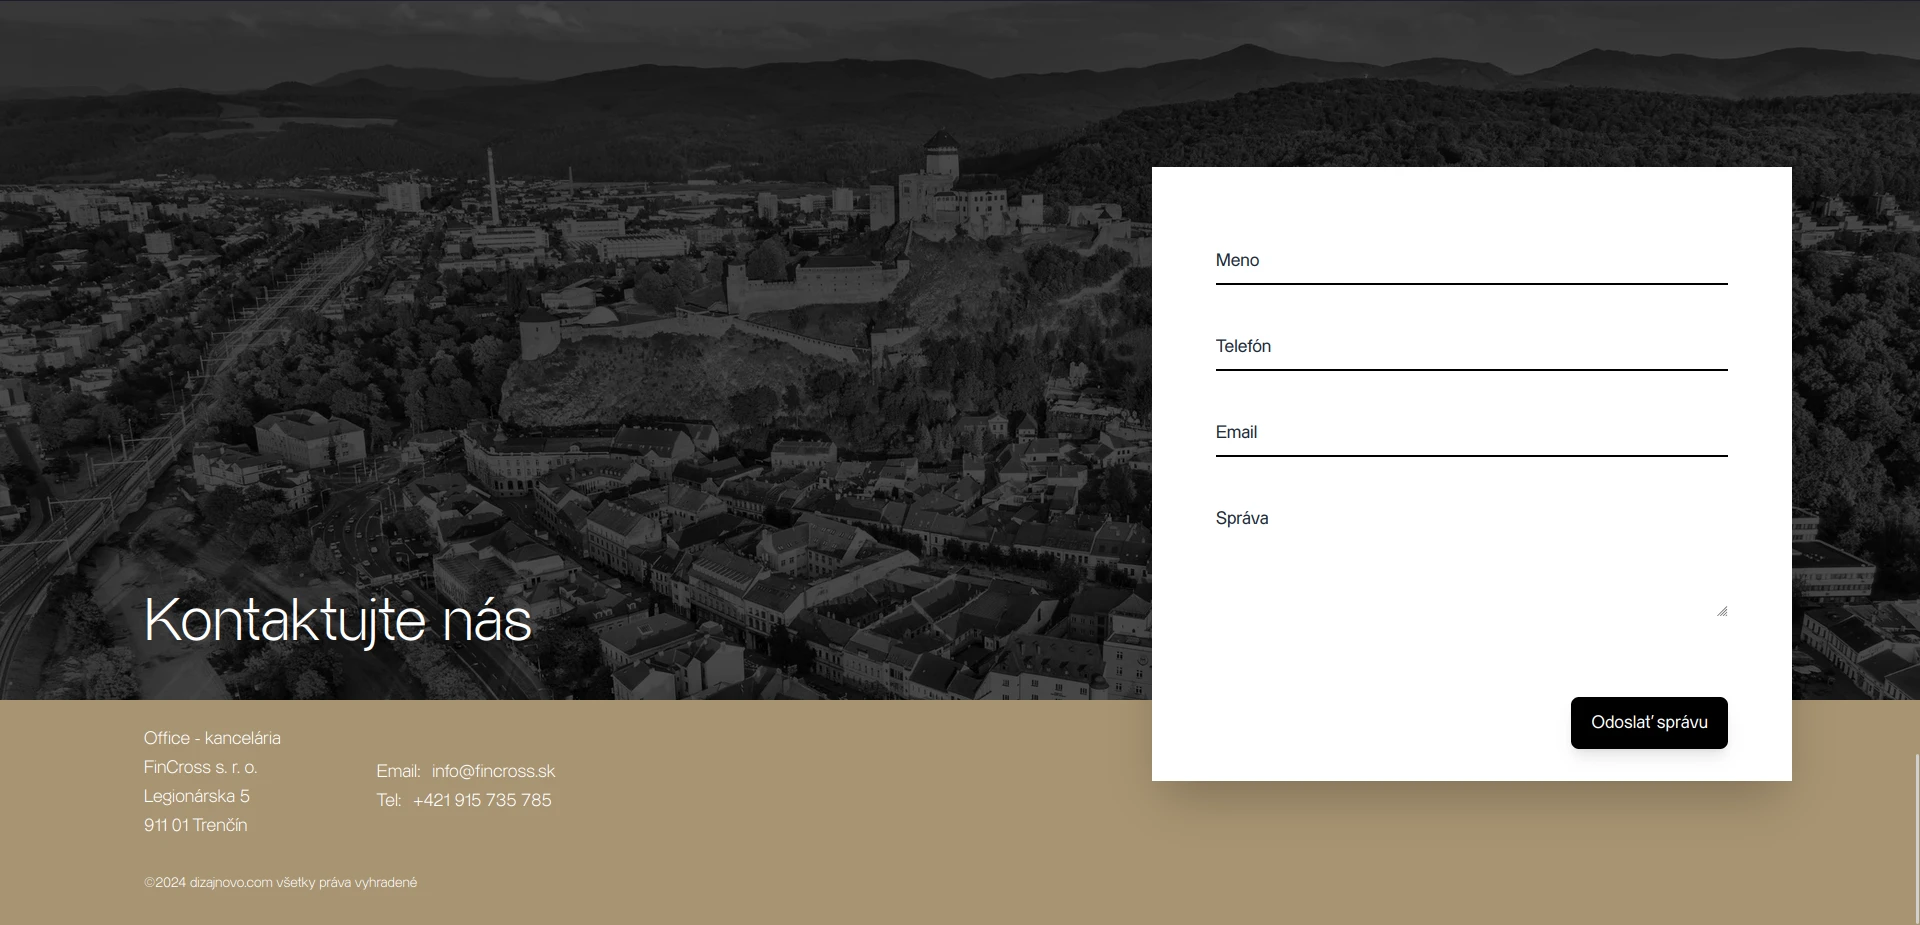 Meno
Telefón
Email
Správa
Odoslať správu
Kontaktujte nás
Office - kancelária
FinCross s. r. o.
Legionárska 5
911 01 Trenčín
Email: info@fincross.sk
Tel: +421 915 735 785
©2024 dizajnovo.com všetky práva vyhradené